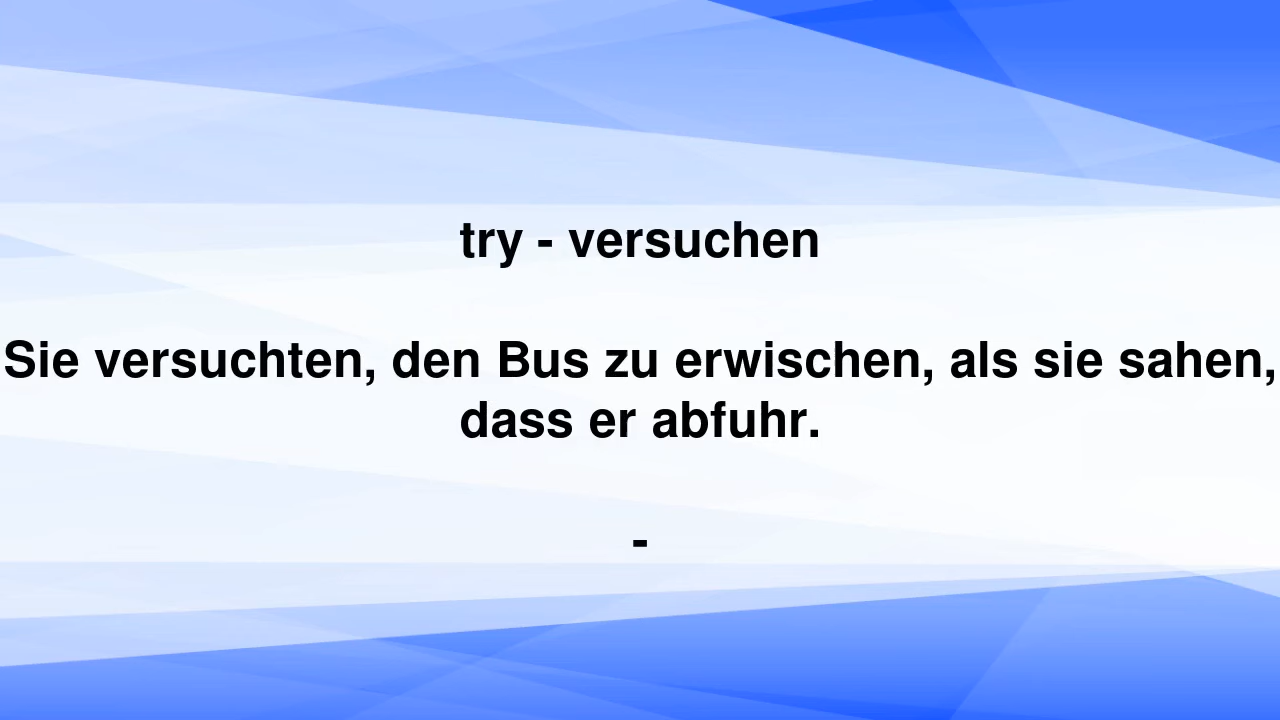 try - versuchen
Sie versuchten, den Bus zu erwischen, als sie sahen,
dass er abfuhr.
-